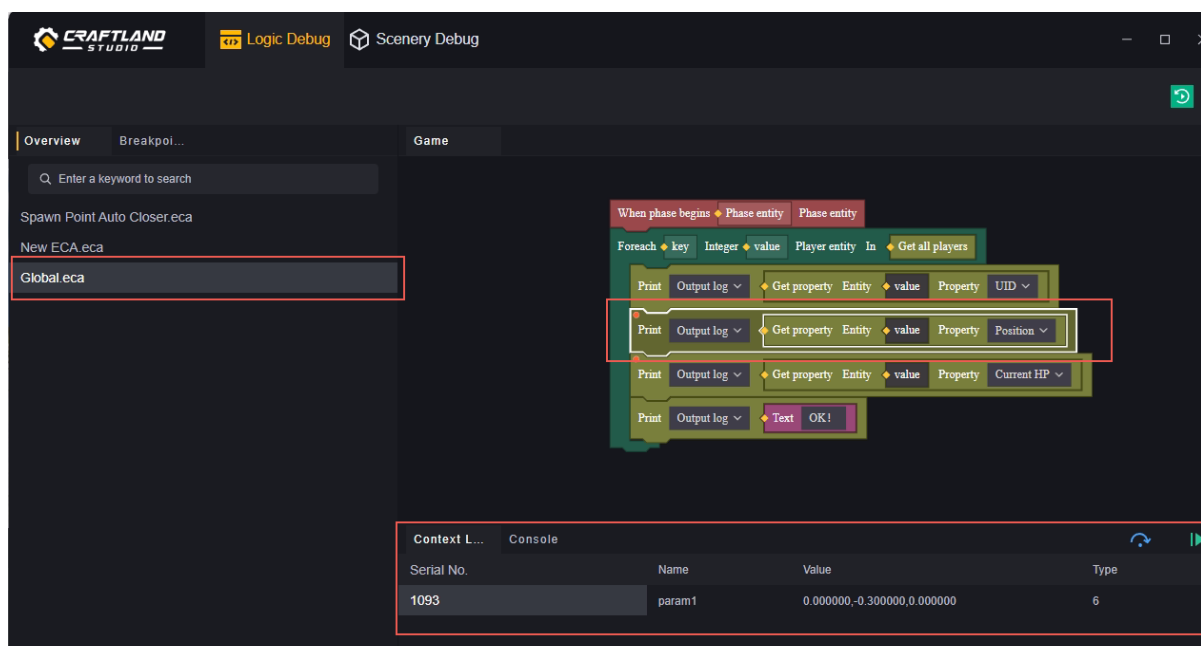 CRAFTLAND
STUDIO
Logic Debug
Scenery Debug
Overview
Breakpoi...
Game
Enter a keyword to search
Spawn Point Auto Closer.eca
New ECA.eca
Global.eca
When phase begins Phase entity Phase entity
Foreach key Integer value Player entity In Get all players
Print Output log Get property Entity value Property UID
Print Output log Get property Entity value Property Position
Print Output log Get property Entity value Property Current HP
Print Output log Text OK!
Context L...
Console
Serial No. Name Value Type
1093 param1 0.000000,-0.300000,0.000000 6